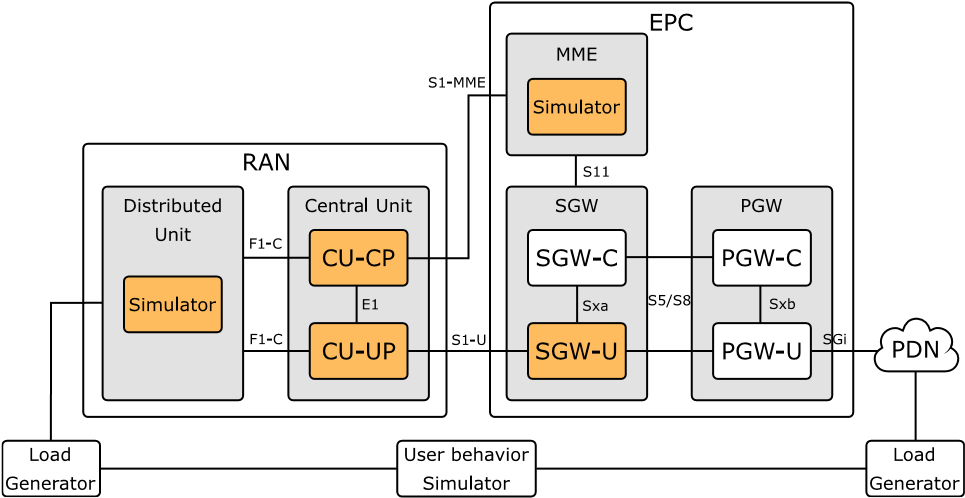 EPC
MME
Simulator
S1-MME
S11
RAN
Distributed
Unit
Simulator
F1-C
F1-C
Central Unit
CU-CP
E1
CU-UP
S1-U
SGW
SGW-C
Sxa
SGW-U
S5/S8
PGW
PGW-C
Sxb
PGW-U
SGi
PDN
Load
Generator
User behavior
Simulator
Load
Generator